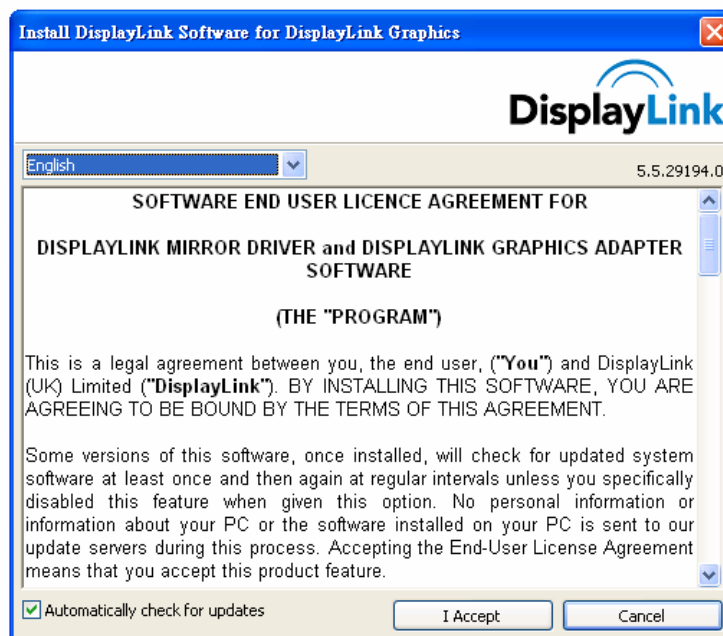 Install DisplayLink Software for DisplayLink Graphics
DisplayLink
English
5.5.29194.0
SOFTWARE END USER LICENCE AGREEMENT FOR
DISPLAYLINK MIRROR DRIVER and DISPLAYLINK GRAPHICS ADAPTER
SOFTWARE
(THE "PROGRAM")
This is a legal agreement between you, the end user, ("You") and DisplayLink
(UK) Limited ("DisplayLink"). BY INSTALLING THIS SOFTWARE, YOU ARE
AGREEING TO BE BOUND BY THE TERMS OF THIS AGREEMENT.
Some versions of this software, once installed, will check for updated system
software at least once and then again at regular intervals unless you specifically
disabled this feature when given this option. No personal information or
information about your PC or the software installed on your PC is sent to our
update servers during this process. Accepting the End-User License Agreement
means that you accept this product feature.
Automatically check for updates
I Accept
Cancel